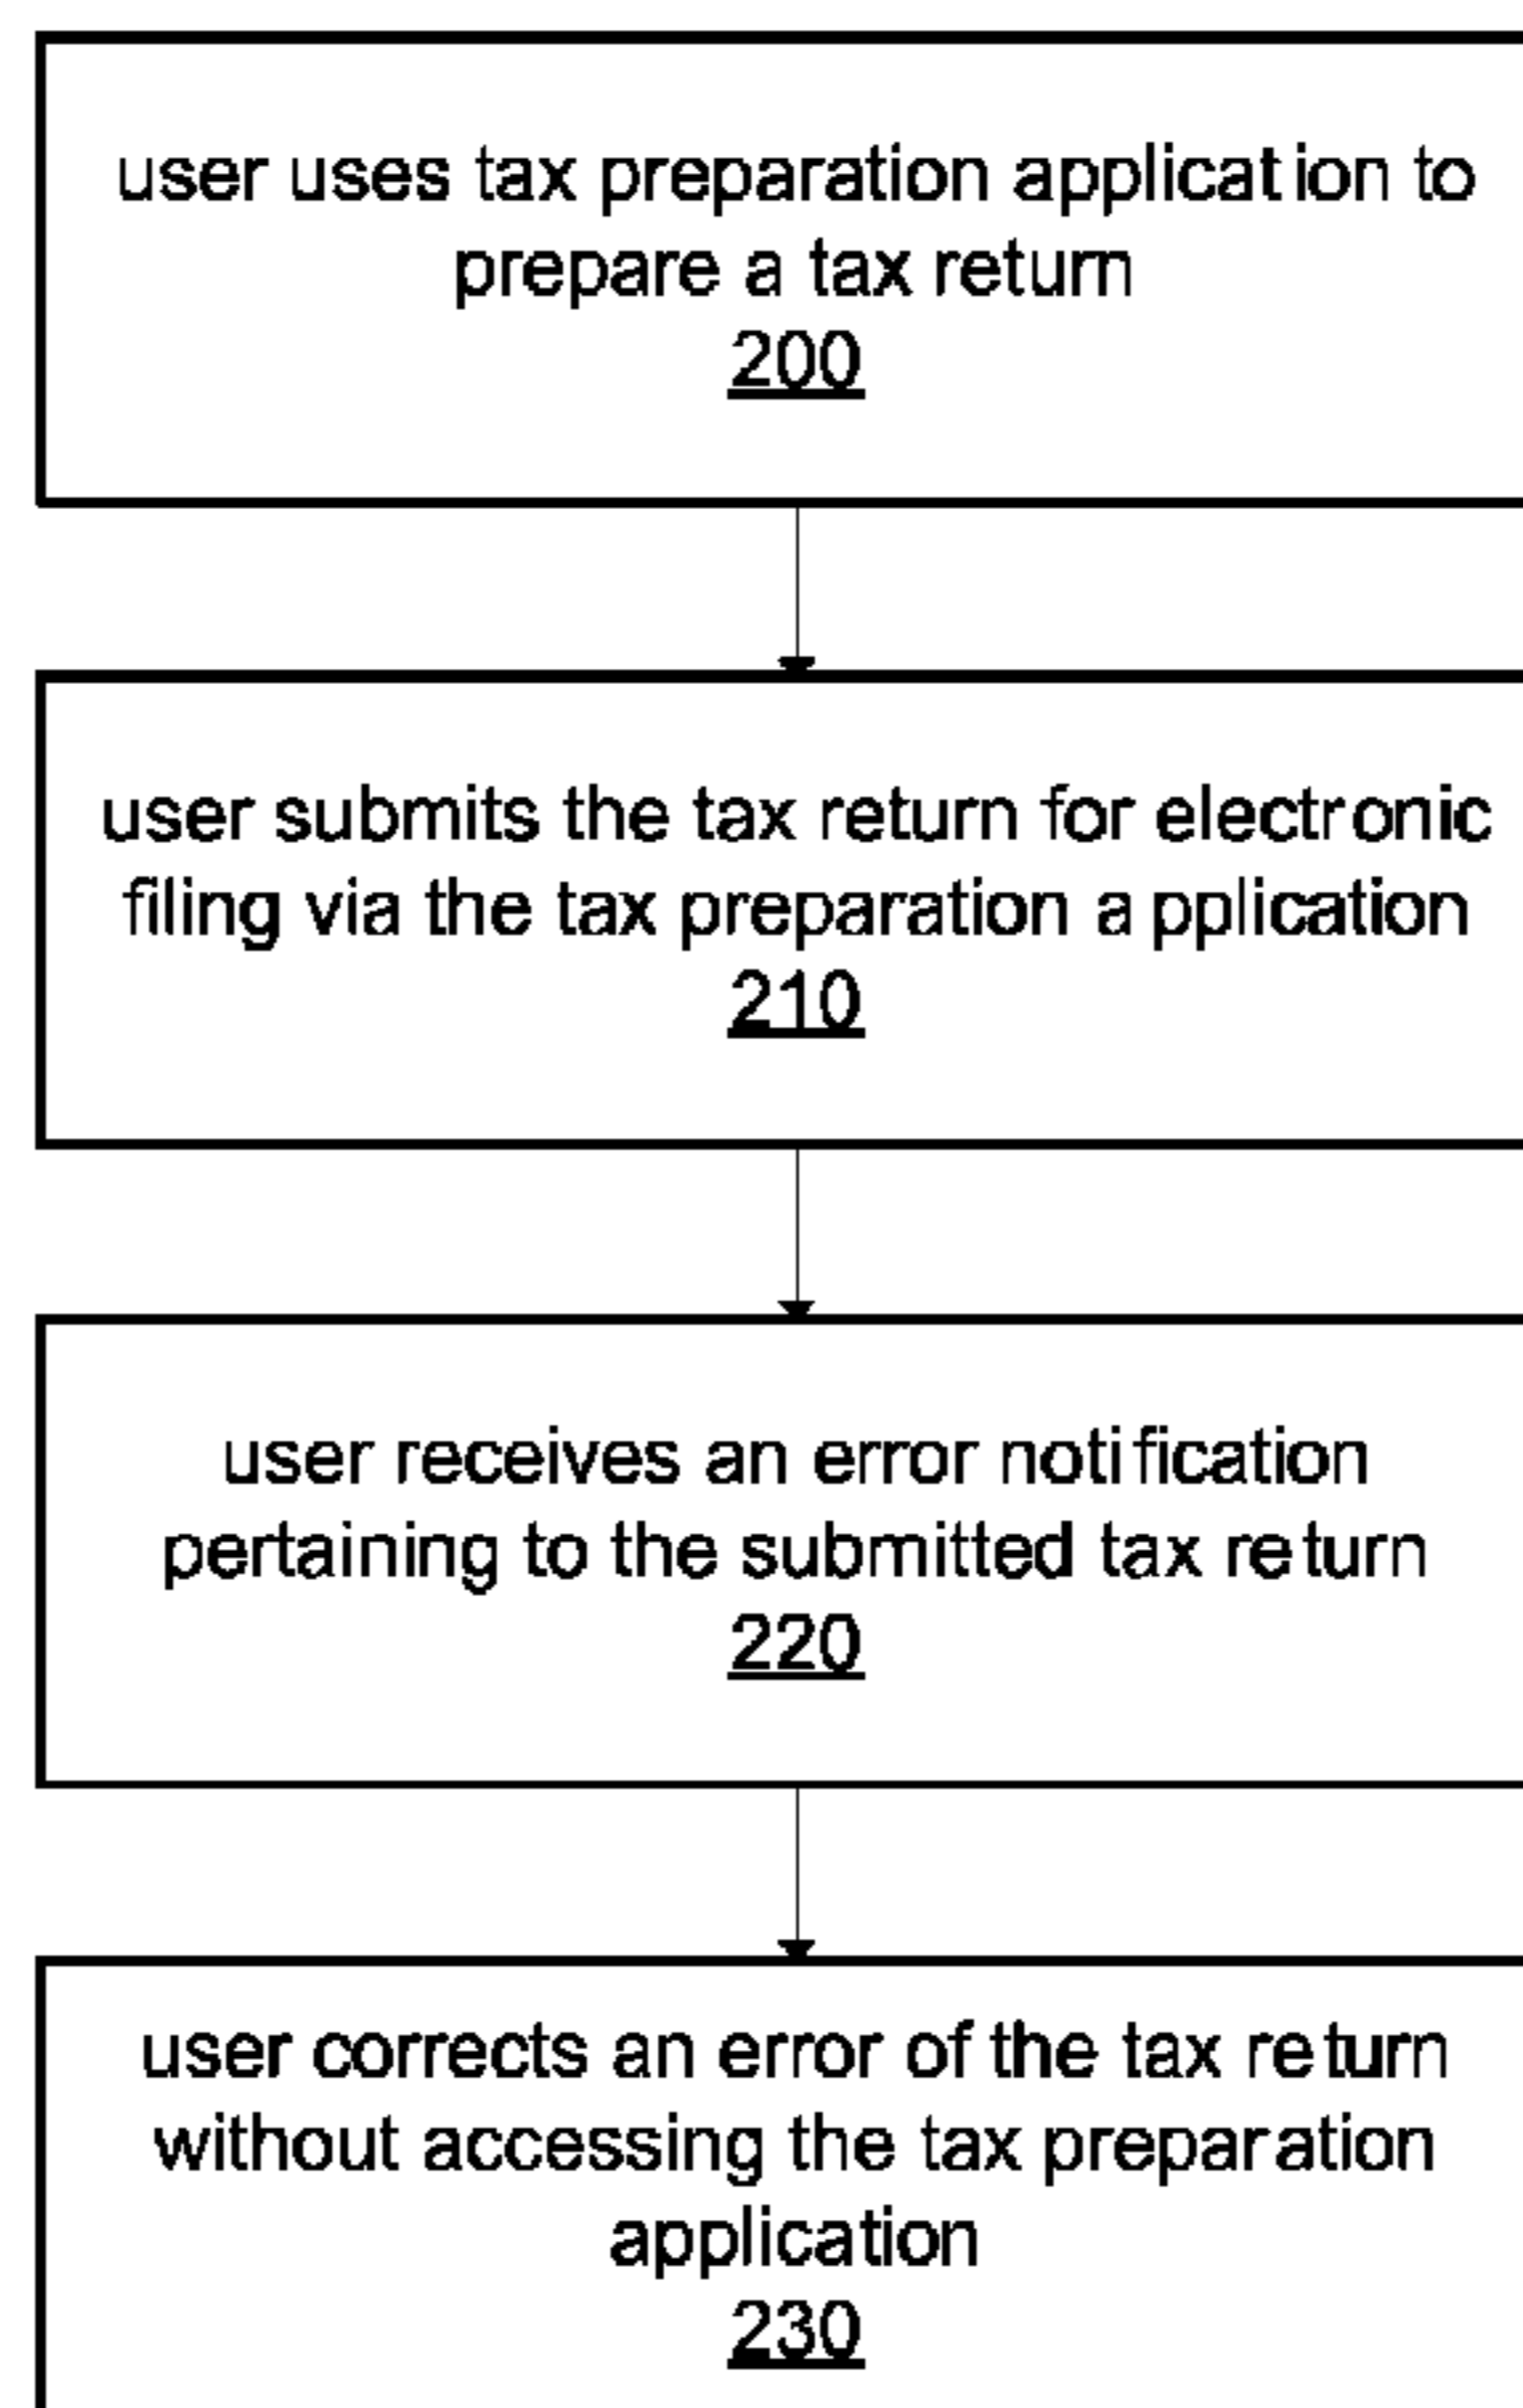 user uses tax preparation application to
prepare a tax return
200
user submits the tax return for electronic
filing via the tax preparation application
210
user receives an error notification
pertaining to the submitted tax return
220
user corrects an error of the tax return
without accessing the tax preparation
application
230